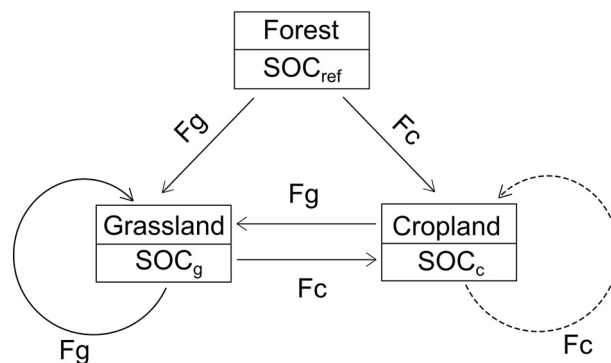 Forest
SOCref
Fg
Fc
Grassland
SOCg
Fg
Fc
Cropland
SOCc
Fg
Fc